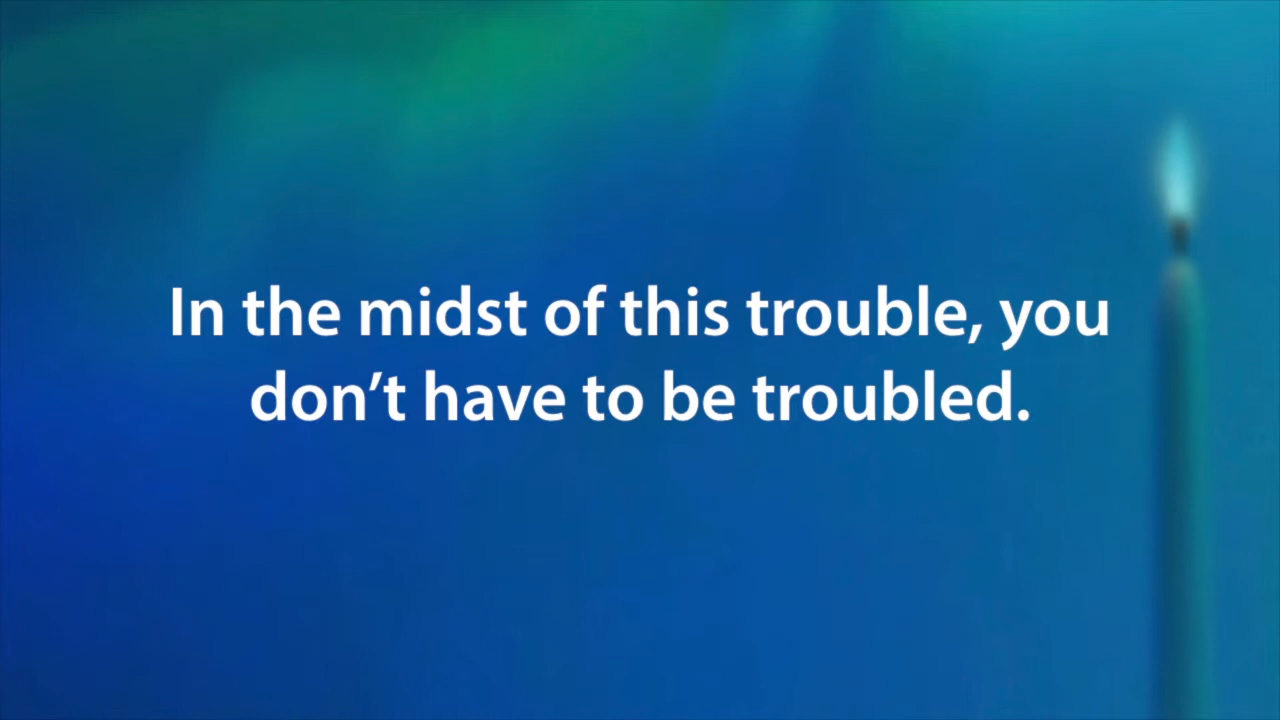 In the midst of this trouble, you
don’t have to be troubled.